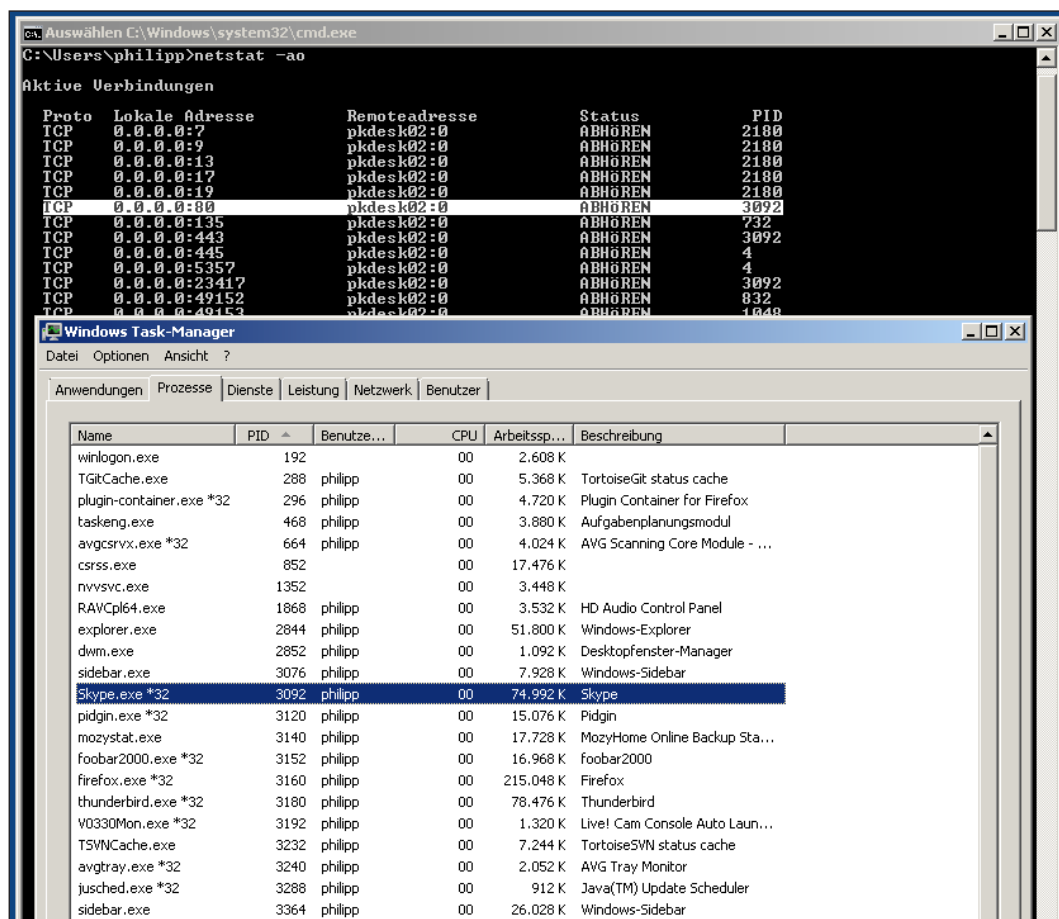 Auswählen C:\Windows\system32\cmd.exe
C:\Users\philipp>netstat -ao
Aktive Verbindungen
Proto Lokale Adresse Remoteadresse Status PID
TCP 0.0.0.0:7 pkdesk02:0 ABHöREN 2180
TCP 0.0.0.0:9 pkdesk02:0 ABHöREN 2180
TCP 0.0.0.0:13 pkdesk02:0 ABHöREN 2180
TCP 0.0.0.0:17 pkdesk02:0 ABHöREN 2180
TCP 0.0.0.0:19 pkdesk02:0 ABHöREN 2180
TCP 0.0.0.0:80 pkdesk02:0 ABHöREN 3092
TCP 0.0.0.0:135 pkdesk02:0 ABHöREN 732
TCP 0.0.0.0:443 pkdesk02:0 ABHöREN 3092
TCP 0.0.0.0:445 pkdesk02:0 ABHöREN 4
TCP 0.0.0.0:5357 pkdesk02:0 ABHöREN 4
TCP 0.0.0.0:23417 pkdesk02:0 ABHöREN 3092
TCP 0.0.0.0:49152 pkdesk02:0 ABHöREN 832
TCP 0.0.0.0:49153 pkdesk02:0 ABHöREN 1048
Windows Task-Manager
Datei Optionen Ansicht ?
Anwendungen Prozesse Dienste Leistung Netzwerk Benutzer
Name PID Benutze... CPU Arbeitssp... Beschreibung
winlogon.exe 192 00 2.608 K
TGitCache.exe 288 philipp 00 5.368 K TortoiseGit status cache
plugin-container.exe *32 296 philipp 00 4.720 K Plugin Container for Firefox
taskeng.exe 468 philipp 00 3.880 K Aufgabenplanungsmodul
avgcsrvx.exe *32 664 philipp 00 4.024 K AVG Scanning Core Module - ...
csrss.exe 852 00 17.476 K
nvvsvc.exe 1352 00 3.448 K
RAVCpl64.exe 1868 philipp 00 3.532 K HD Audio Control Panel
explorer.exe 2844 philipp 00 51.800 K Windows-Explorer
dwm.exe 2852 philipp 00 1.092 K Desktopfenster-Manager
sidebar.exe 3076 philipp 00 7.928 K Windows-Sidebar
Skype.exe *32 3092 philipp 00 74.992 K Skype
pidgin.exe *32 3120 philipp 00 15.076 K Pidgin
mozystat.exe 3140 philipp 00 17.728 K MozyHome Online Backup Sta...
foobar2000.exe *32 3152 philipp 00 16.968 K foobar2000
firefox.exe *32 3160 philipp 00 215.048 K Firefox
thunderbird.exe *32 3180 philipp 00 78.476 K Thunderbird
V0330Mon.exe *32 3192 philipp 00 1.320 K Live! Cam Console Auto Laun...
TSVNCache.exe 3232 philipp 00 7.244 K TortoiseSVN status cache
avgtray.exe *32 3240 philipp 00 2.052 K AVG Tray Monitor
jusched.exe *32 3288 philipp 00 912 K Java(TM) Update Scheduler
sidebar.exe 3364 philipp 00 26.028 K Windows-Sidebar